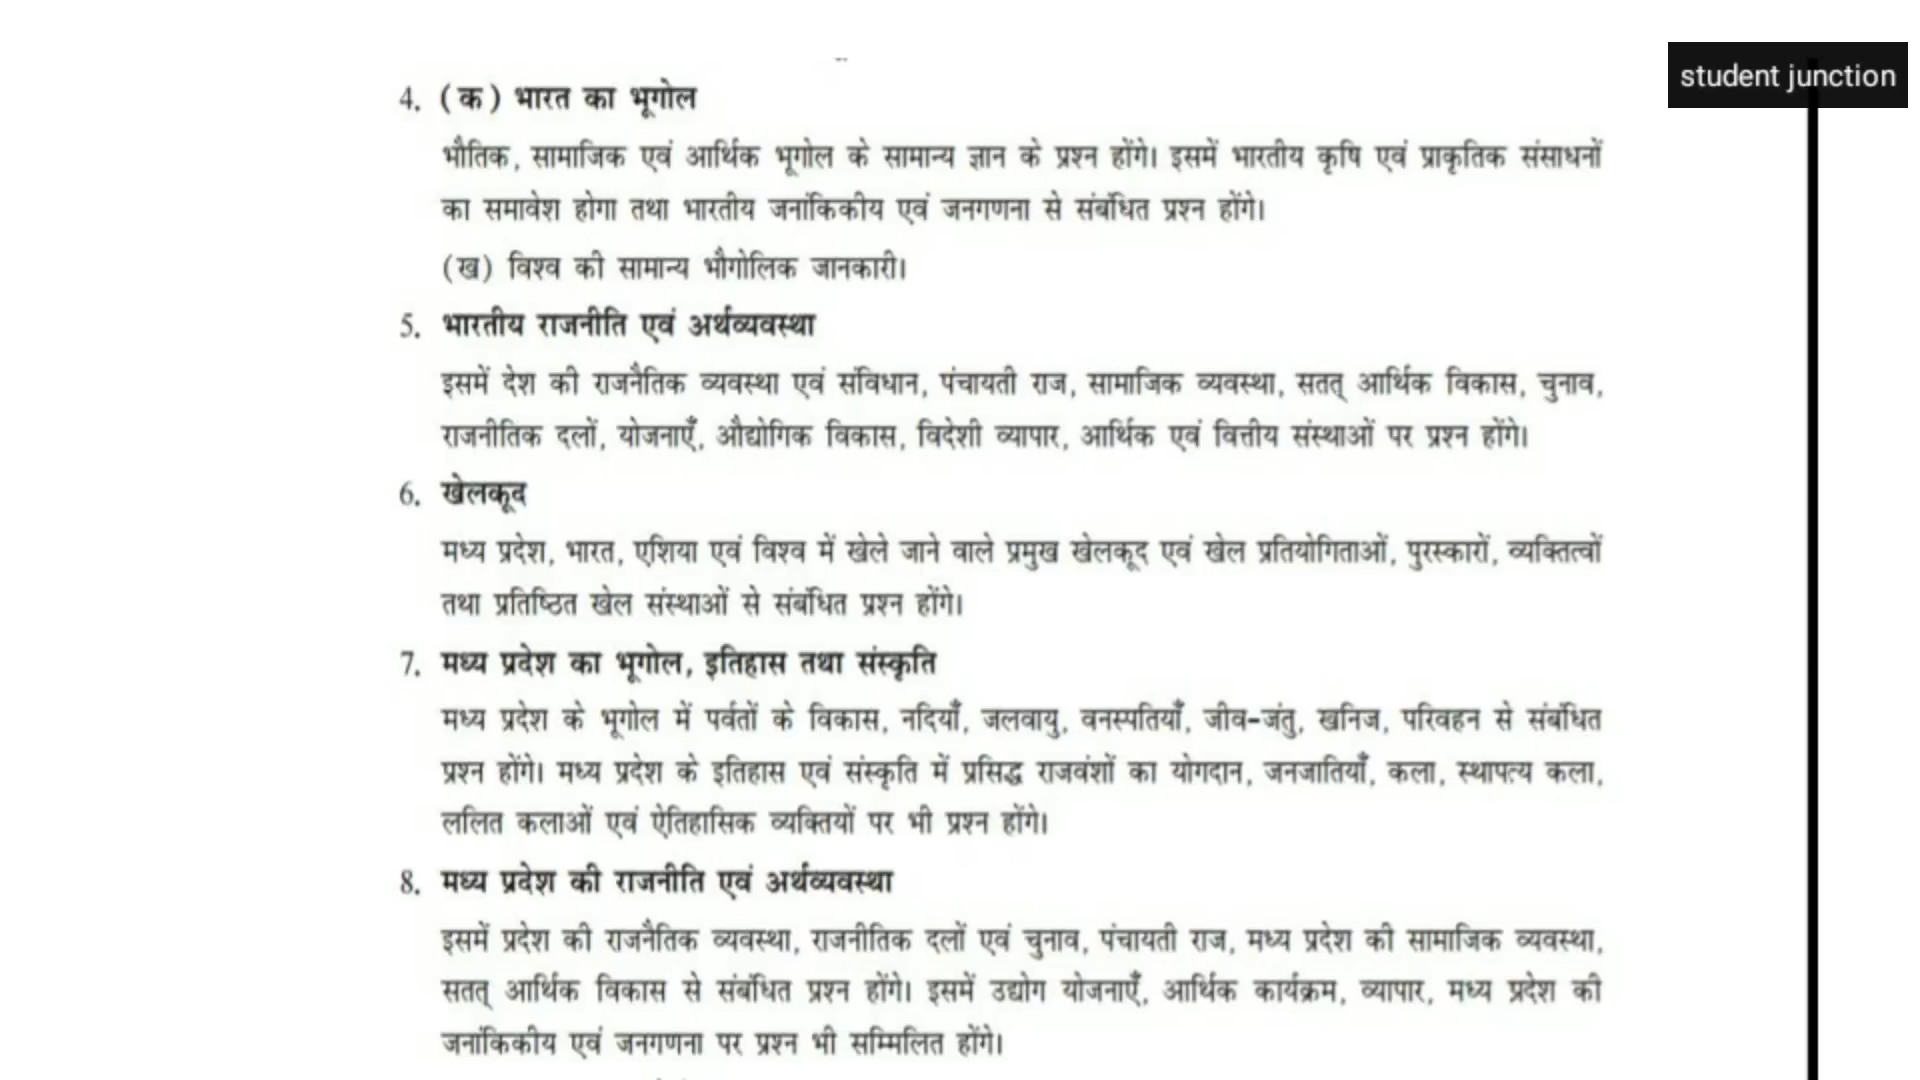 student junction
4. (क) भारत का भूगोल
भौतिक, सामाजिक एवं आर्थिक भूगोल के सामान्य ज्ञान के प्रश्न होंगे। इसमें भारतीय कृषि एवं प्राकृतिक संसाधनों
का समावेश होगा तथा भारतीय जनांकिकीय एवं जनगणना से संबंधित प्रश्न होंगे।
(ख) विश्व की सामान्य भौगोलिक जानकारी।
5. भारतीय राजनीति एवं अर्थव्यवस्था
इसमें देश की राजनैतिक व्यवस्था एवं संविधान, पंचायती राज, सामाजिक व्यवस्था, सतत् आर्थिक विकास, चुनाव,
राजनीतिक दलों, योजनाएँ, औद्योगिक विकास, विदेशी व्यापार, आर्थिक एवं वित्तीय संस्थाओं पर प्रश्न होंगे।
6. खेलकूद
मध्य प्रदेश, भारत, एशिया एवं विश्व में खेले जाने वाले प्रमुख खेलकूद एवं खेल प्रतियोगिताओं, पुरस्कारों, व्यक्तित्वों
तथा प्रतिष्ठित खेल संस्थाओं से संबंधित प्रश्न होंगे।
7. मध्य प्रदेश का भूगोल, इतिहास तथा संस्कृति
मध्य प्रदेश के भूगोल में पर्वतों के विकास, नदियाँ, जलवायु, वनस्पतियाँ, जीव-जंतु, खनिज, परिवहन से संबंधित
प्रश्न होंगे। मध्य प्रदेश के इतिहास एवं संस्कृति में प्रसिद्ध राजवंशों का योगदान, जनजातियाँ, कला, स्थापत्य कला,
ललित कलाओं एवं ऐतिहासिक व्यक्तियों पर भी प्रश्न होंगे।
8. मध्य प्रदेश की राजनीति एवं अर्थव्यवस्था
इसमें प्रदेश की राजनैतिक व्यवस्था, राजनीतिक दलों एवं चुनाव, पंचायती राज, मध्य प्रदेश की सामाजिक व्यवस्था,
सतत् आर्थिक विकास से संबंधित प्रश्न होंगे। इसमें उद्योग योजनाएँ, आर्थिक कार्यक्रम, व्यापार, मध्य प्रदेश की
जनांकिकीय एवं जनगणना पर प्रश्न भी सम्मिलित होंगे।